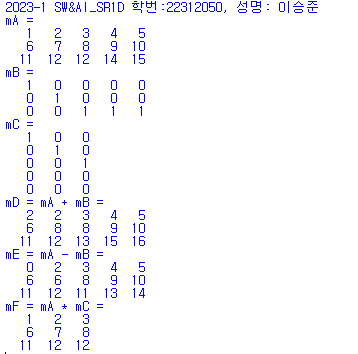 2023-1 SW&AI_SR1D 학번:22312050, 성명: 이승준
mA =
1 2 3 4 5
6 7 8 9 10
11 12 12 14 15
mB =
1 0 0 0 0
0 1 0 0 0
0 0 1 1 1
mC =
1 0 0
0 1 0
0 0 1
0 0 0
0 0 0
mD = mA + mB =
2 2 3 4 5
6 8 8 9 10
11 12 13 15 16
mE = mA - mB =
0 2 3 4 5
6 6 8 9 10
11 12 11 13 14
mF = mA * mC =
1 2 3
6 7 8
11 12 12